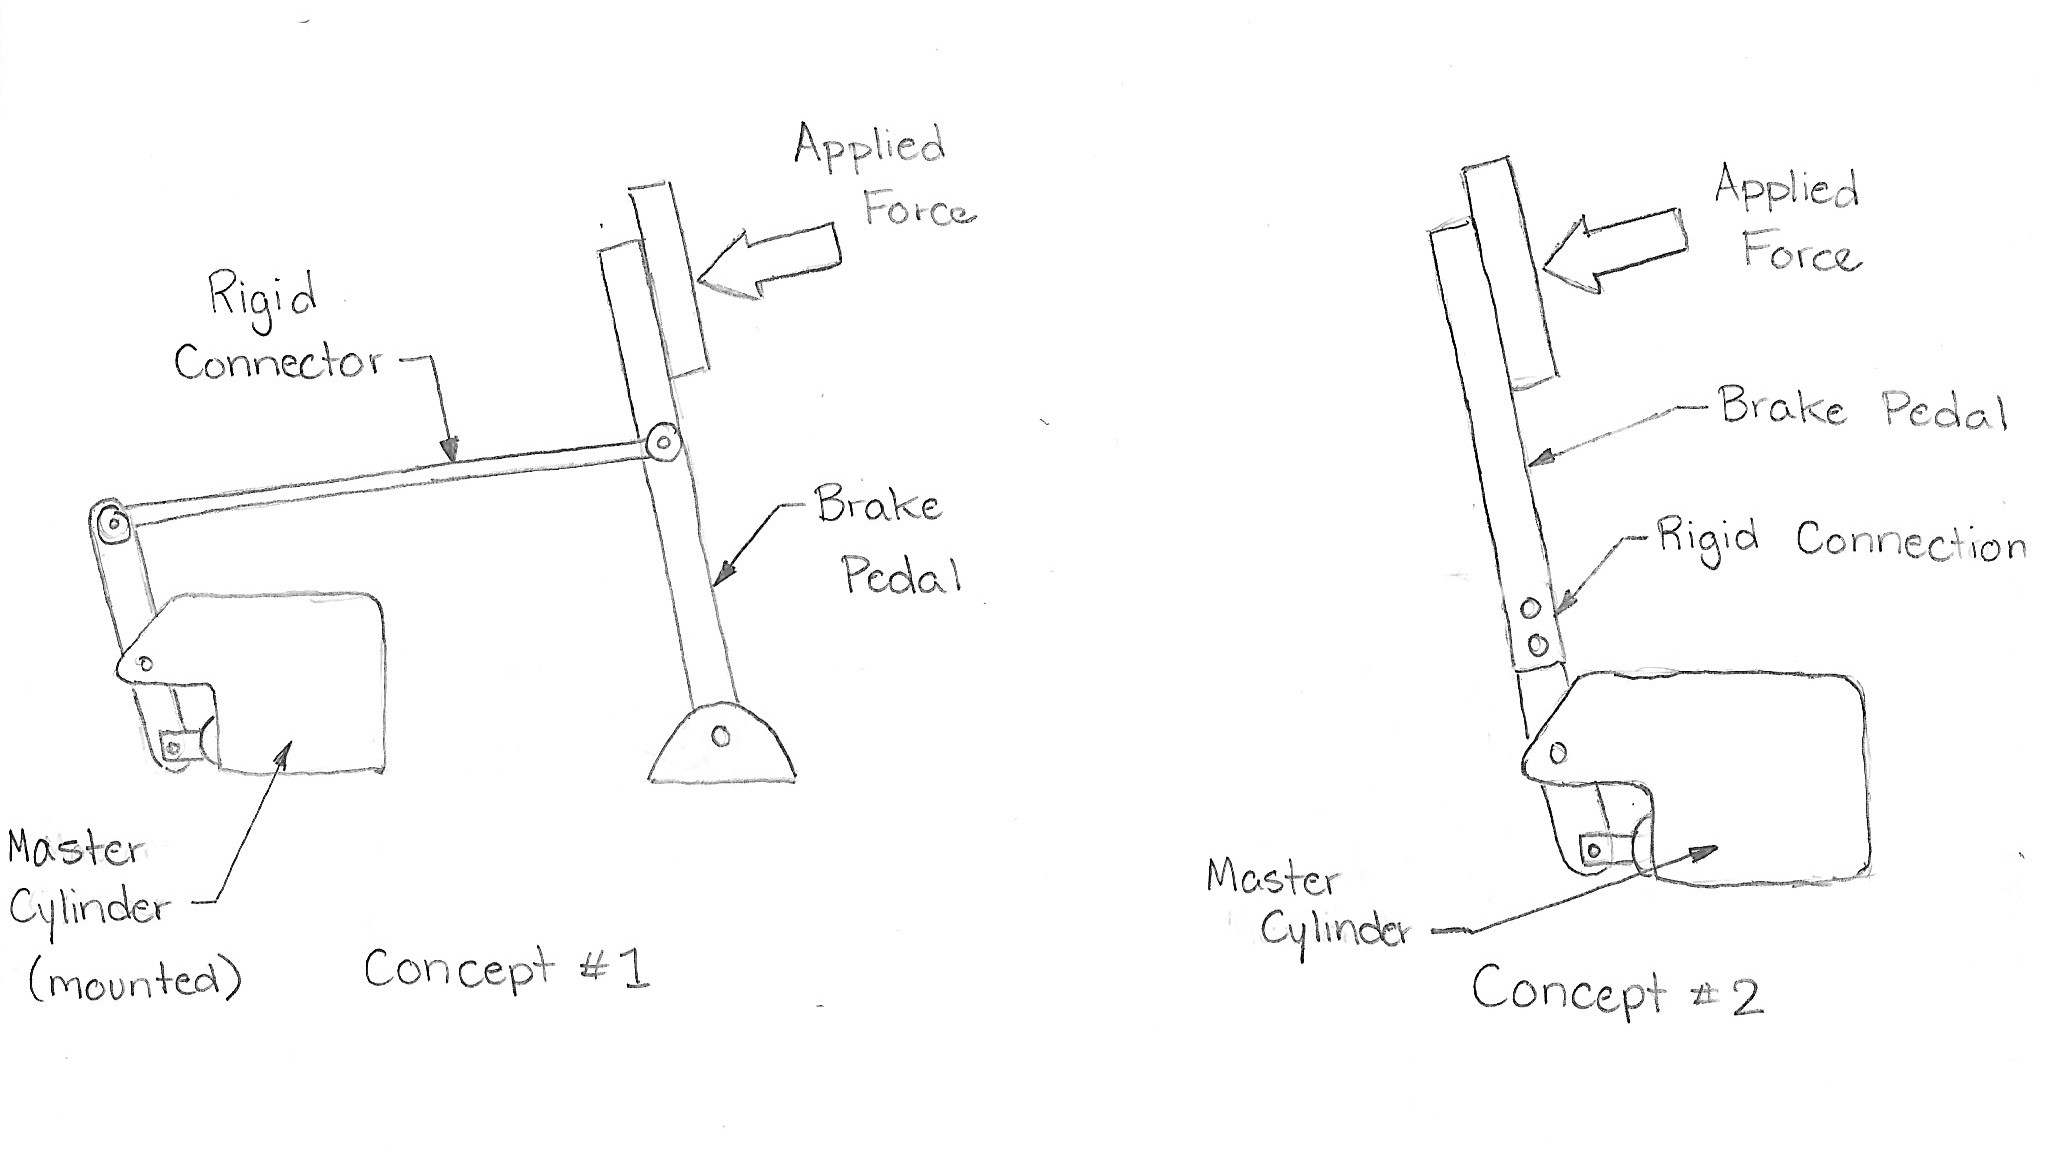 Applied
Force
Rigid
Connector
Brake
Pedal
Master
Cylinder
(mounted)
Concept #1
Applied
Force
Brake Pedal
Rigid Connection
Master
Cylinder
Concept #2